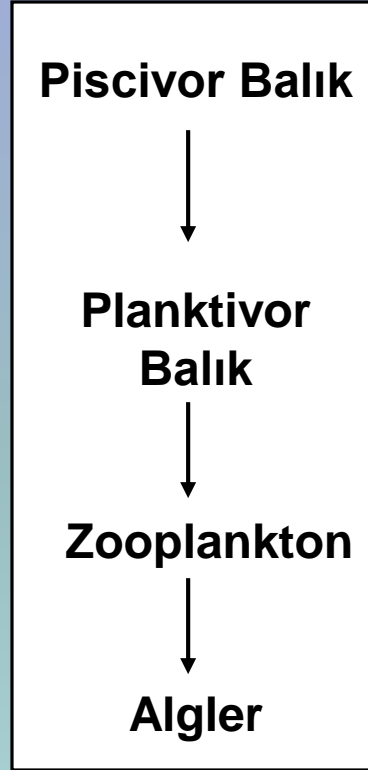 Piscivor Balık
Planktivor
Balık
Zooplankton
Algler